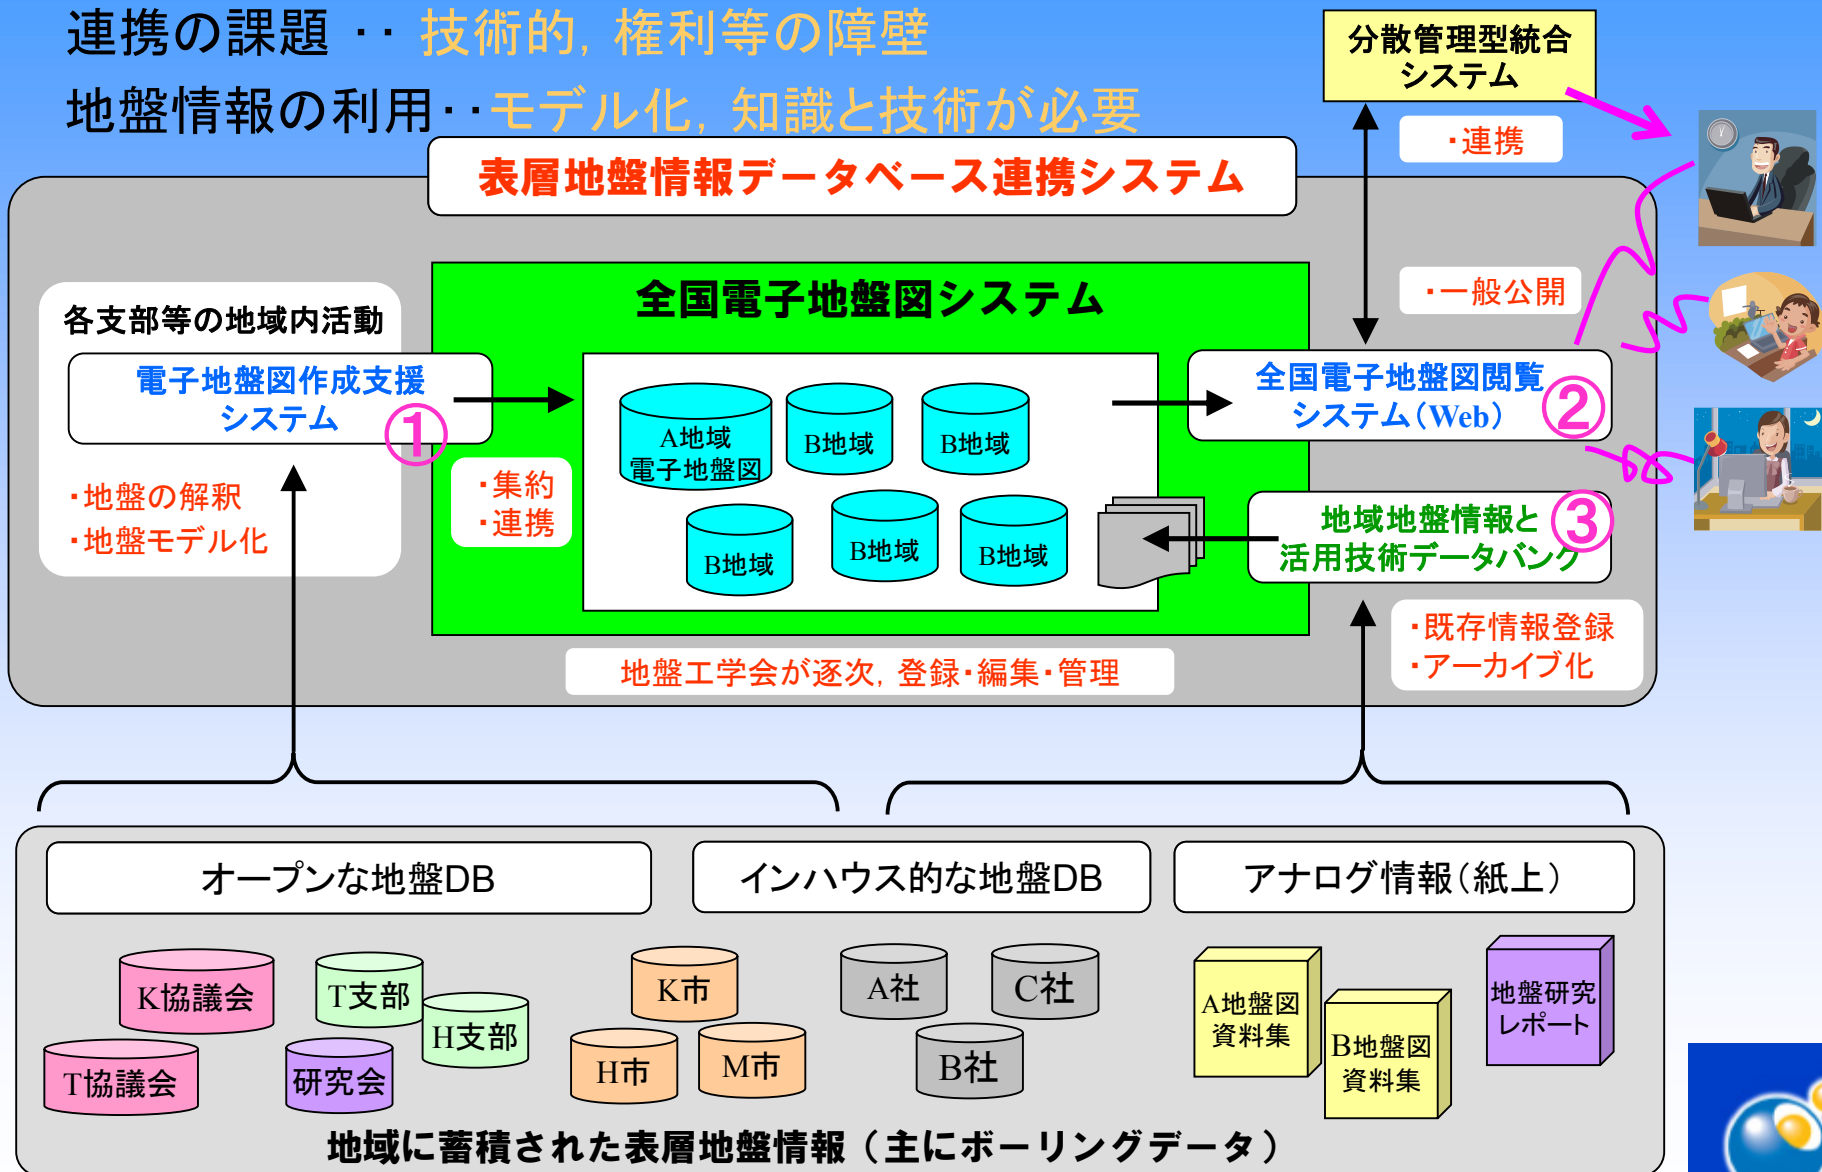 連携の課題 ‥ 技術的, 権利等の障壁
地盤情報の利用‥モデル化, 知識と技術が必要
分散管理型統合
システム
・連携
表層地盤情報データベース連携システム
・一般公開
各支部等の地域内活動
電子地盤図作成支援
システム
①
・地盤の解釈
・地盤モデル化
全国電子地盤図システム
・集約
・連携
A地域
電子地盤図
B地域
B地域
B地域
B地域
B地域
全国電子地盤図閲覧
システム(Web)
②
地域地盤情報と
活用技術データバンク
③
・既存情報登録
・アーカイブ化
地盤工学会が逐次, 登録・編集・管理
オープンな地盤DB
インハウス的な地盤DB
アナログ情報(紙上)
K協議会
T協議会
T支部
H支部
研究会
K市
H市
M市
A社
C社
B社
A地盤図
資料集
B地盤図
資料集
地盤研究
レポート
地域に蓄積された表層地盤情報(主にボーリングデータ)